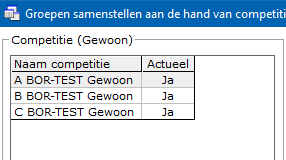 Groepen samenstellen aan de hand van competiti
Competitie (Gewoon)
Naam competitie Actueel
A BOR-TEST Gewoon Ja
B BOR-TEST Gewoon Ja
C BOR-TEST Gewoon Ja